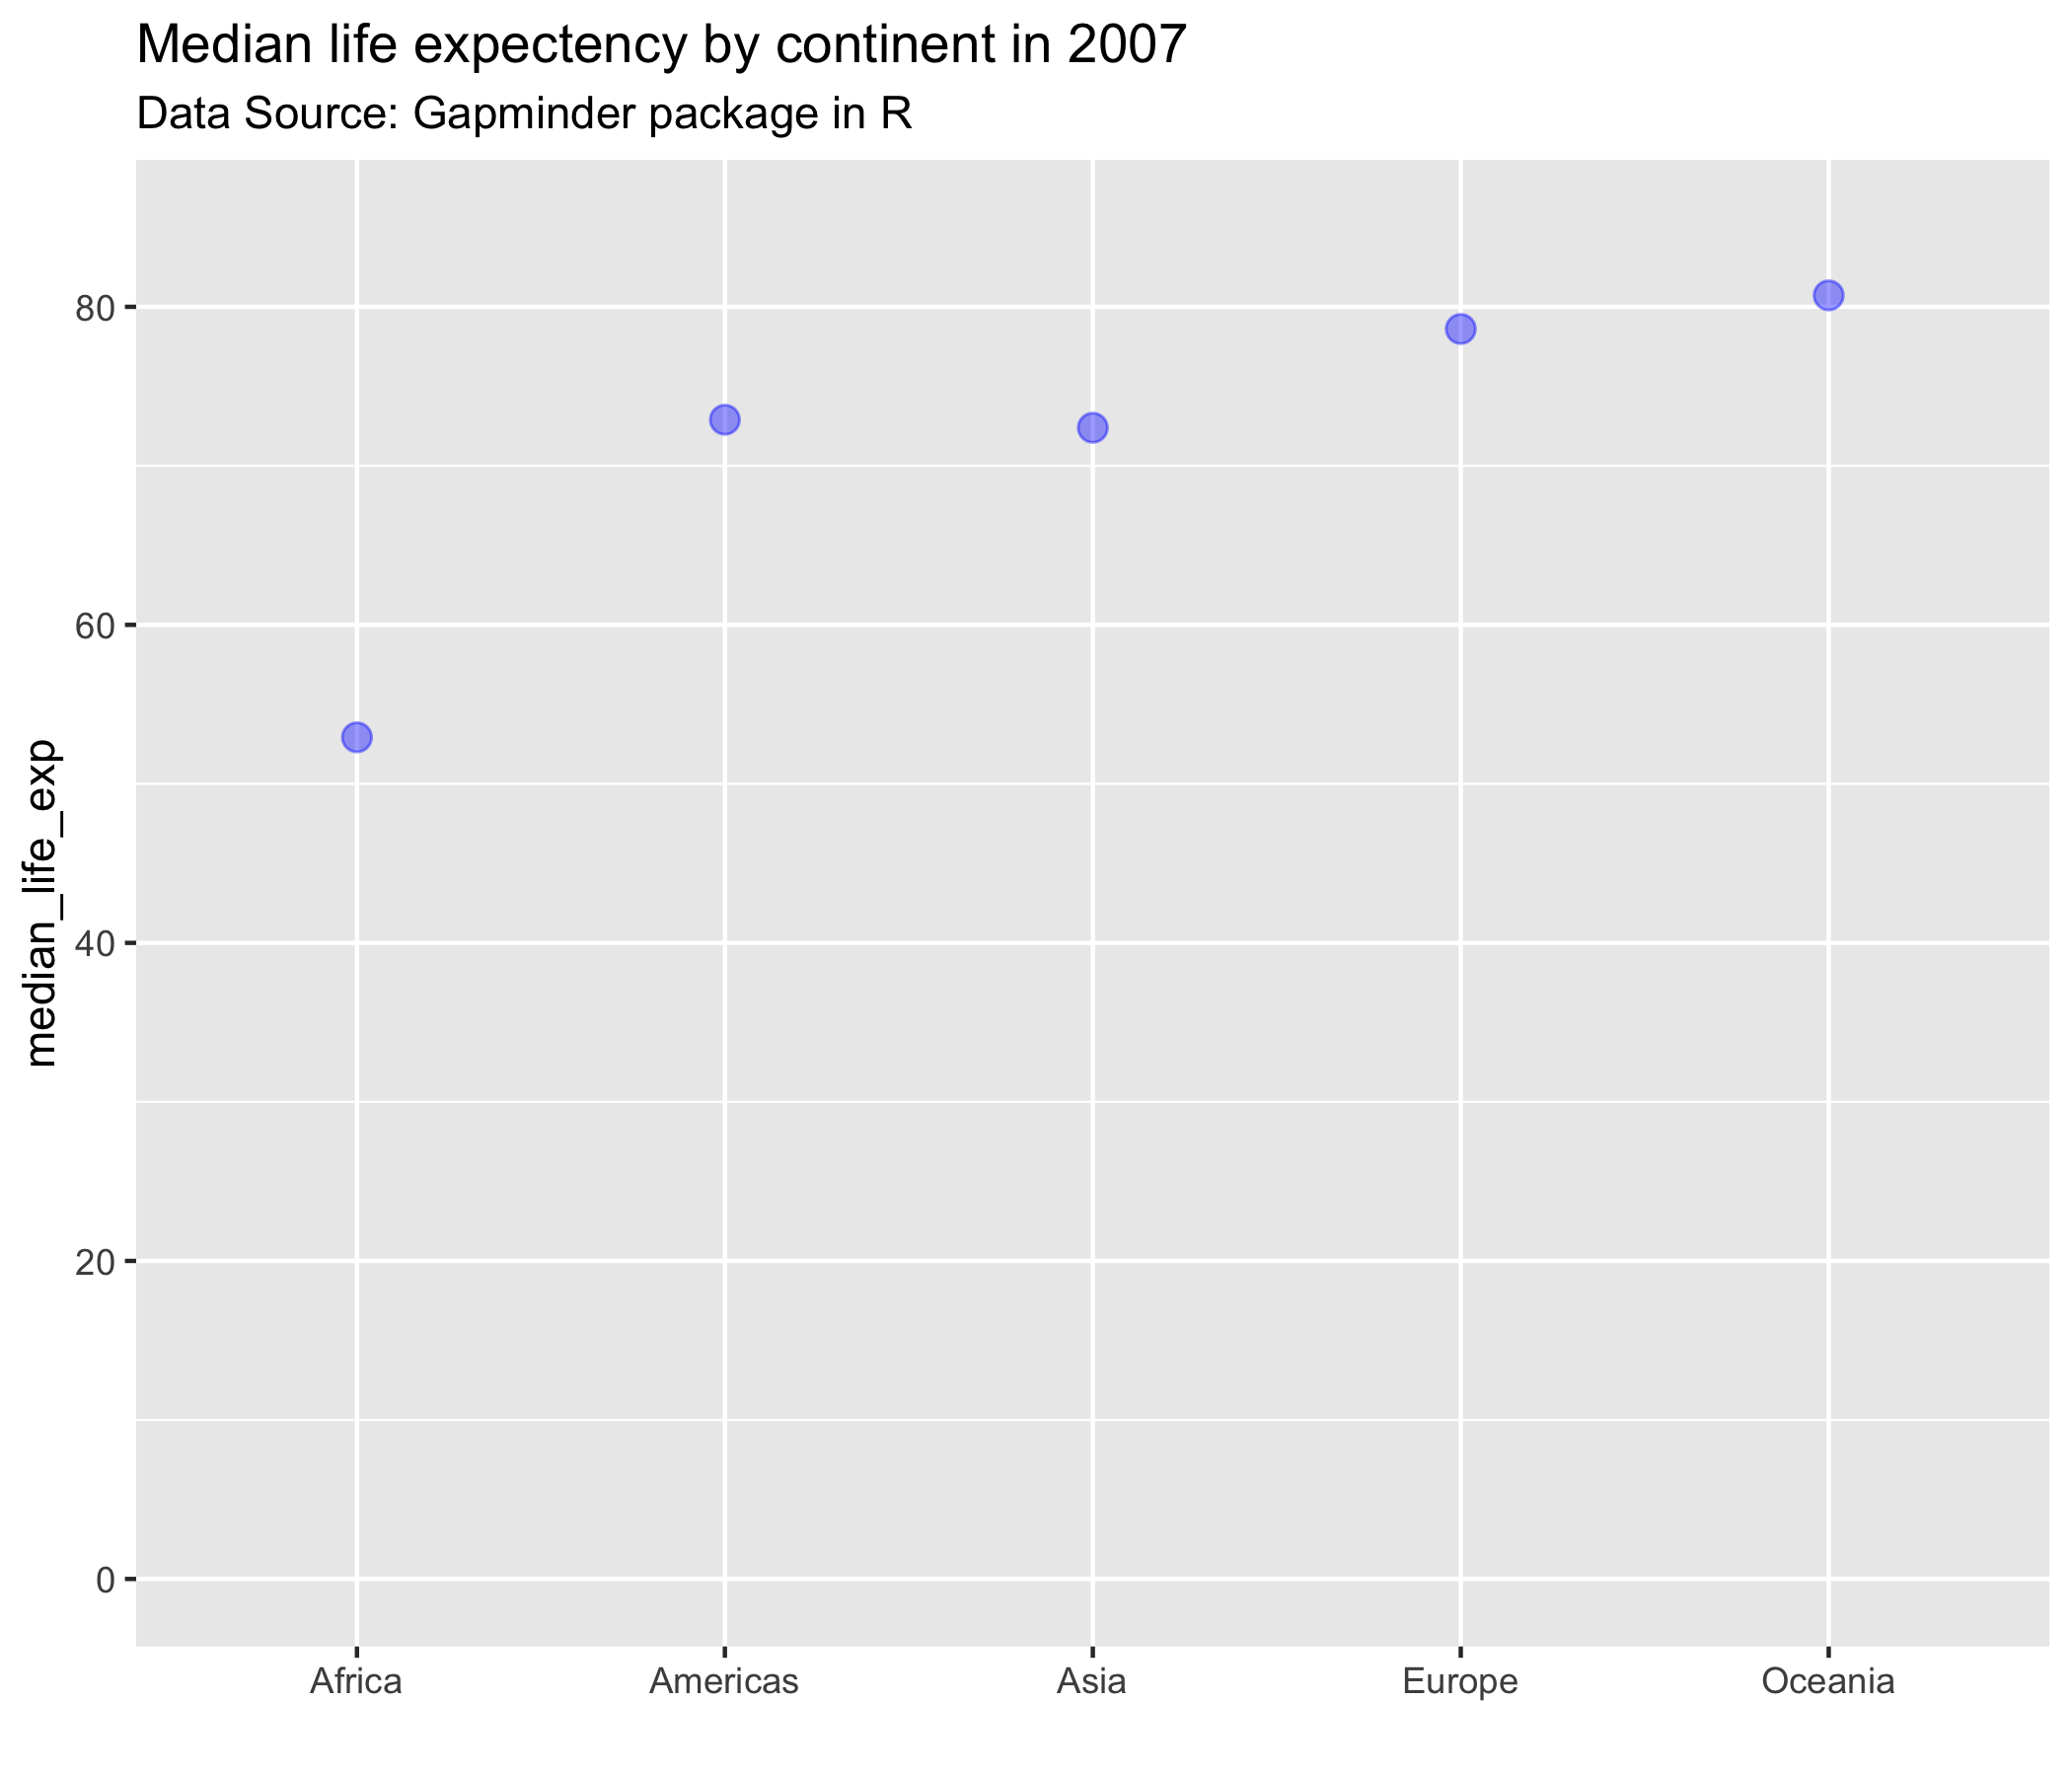 Median life expectency by continent in 2007
Data Source: Gapminder package in R
median_life_exp
80
60
40
20
0
Africa Americas Asia Europe Oceania